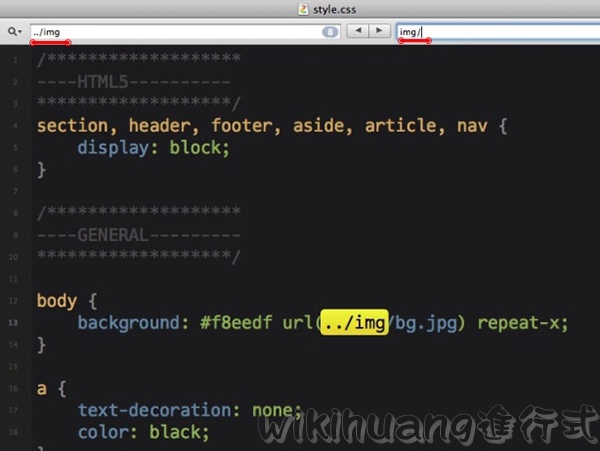 style.css
../img 8 img/
1 /*******************
2 ----HTML5----------
3 *******************/
4 section, header, footer, aside, article, nav {
5 display: block;
6 }
7
8 /*******************
9 ----GENERAL---------
10 *******************/
11
12 body {
13 background: #f8eedf url(../img/bg.jpg) repeat-x;
14 }
15
16 a {
17 text-decoration: none;
18 color: black;
wikihuang進行式